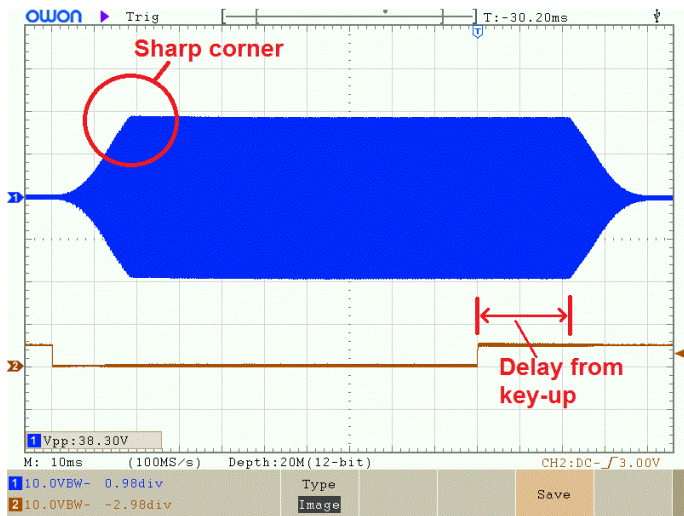 owon Trig T:-30.20ms
T
Sharp corner
1
Delay from
key-up
2
1 Vpp:38.30V
M: 10ms (100MS/s) Depth:20M(12-bit) CH2:DC- 3.00V
1 10.0VBW- 0.98div Type
Save
2 10.0VBW- -2.98div Image